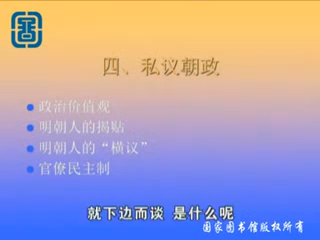 四、私议朝政
政治价值观
明朝人的揭贴
明朝人的“横议”
官僚民主制
就下边而谈 是什么呢
国家图书馆版权所有